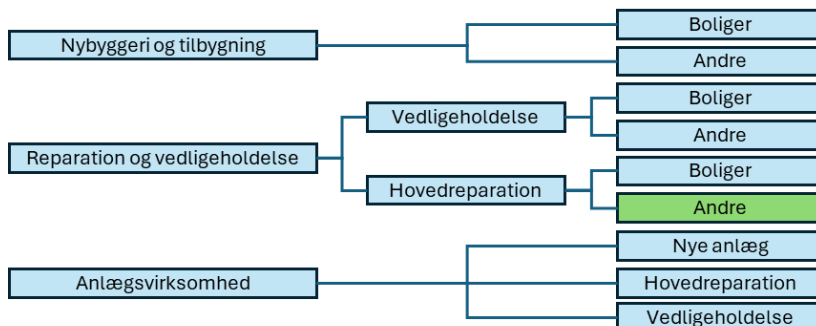 Nybyggeri og tilbygning
Boliger
Andre
Reparation og vedligeholdelse
Vedligeholdelse
Boliger
Andre
Hovedreparation
Boliger
Andre
Anlægsvirksomhed
Nye anlæg
Hovedreparation
Vedligeholdelse